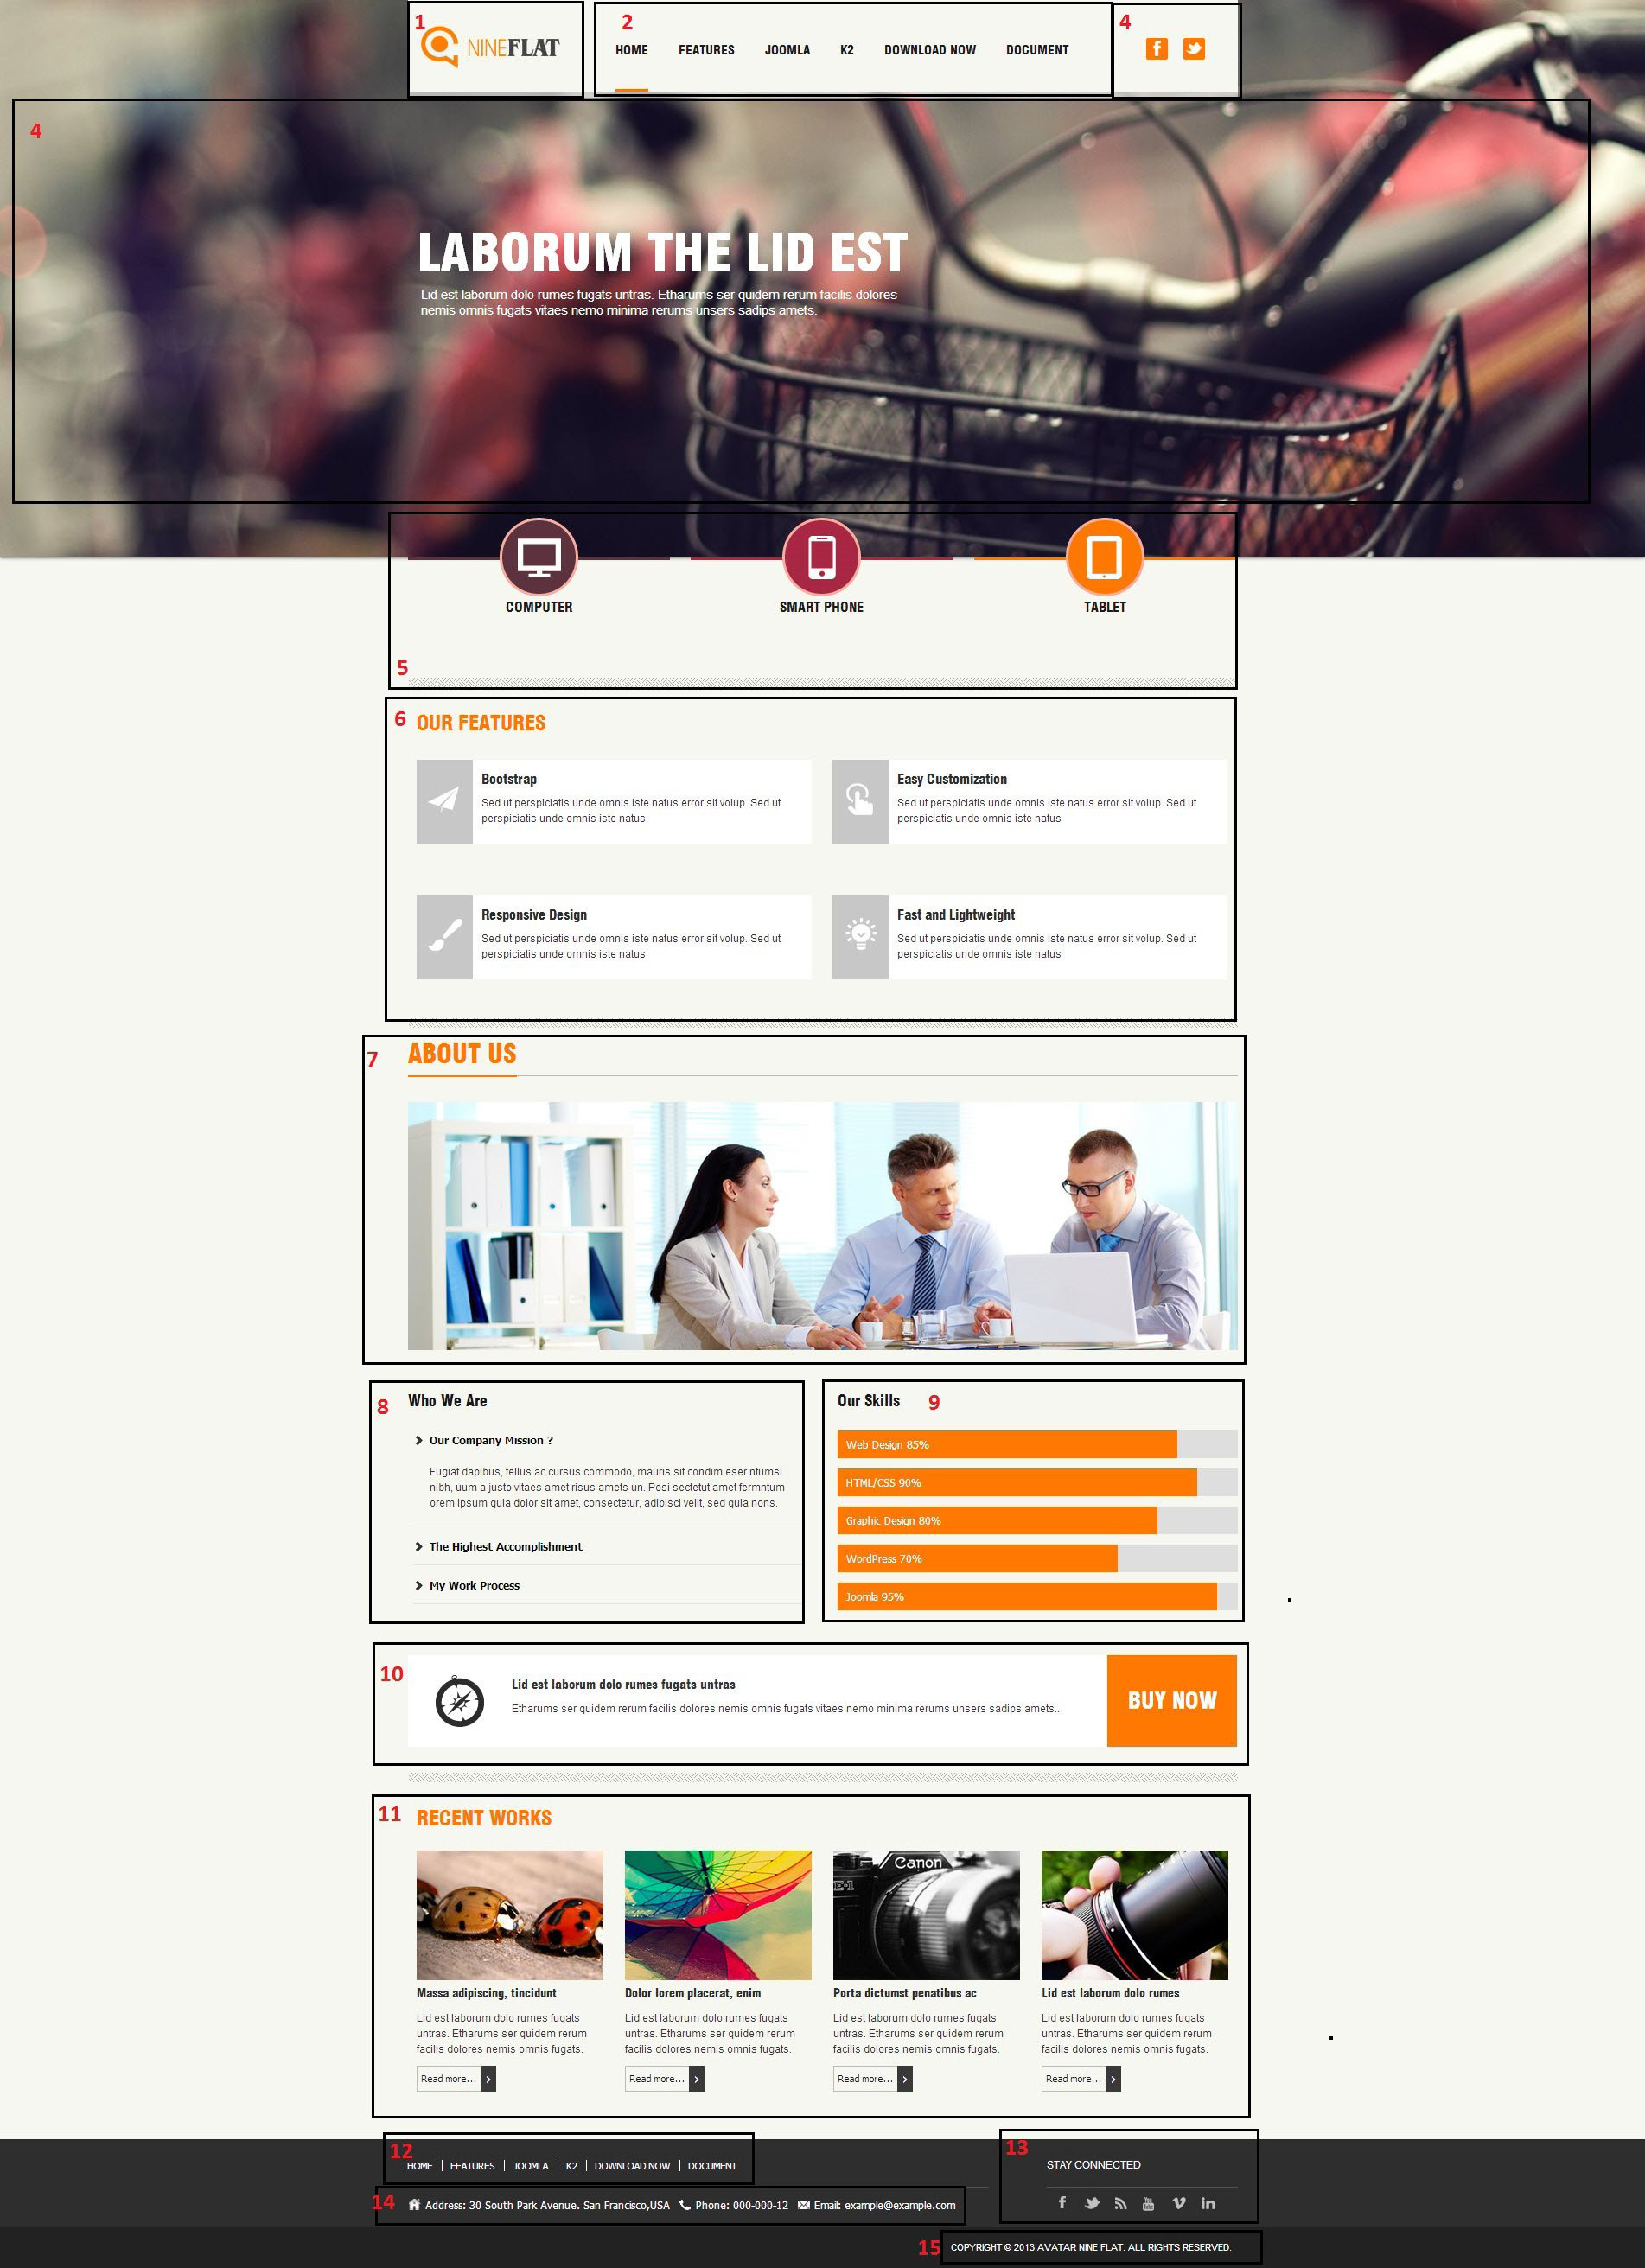 1
NINEFLAT
2
HOME FEATURES JOOMLA K2 DOWNLOAD NOW DOCUMENT
4
4
LABORUM THE LID EST
Lid est laborum dolo rumes fugats untras. Etharums ser quidem rerum facilis dolores
nemis omnis fugats vitaes nemo minima rerums unsers sadips amets.
COMPUTER SMART PHONE TABLET
5
6 OUR FEATURES
Bootstrap
Sed ut perspiciatis unde omnis iste natus error sit volup. Sed ut
perspiciatis unde omnis iste natus
Easy Customization
Sed ut perspiciatis unde omnis iste natus error sit volup. Sed ut
perspiciatis unde omnis iste natus
Responsive Design
Sed ut perspiciatis unde omnis iste natus error sit volup. Sed ut
perspiciatis unde omnis iste natus
Fast and Lightweight
Sed ut perspiciatis unde omnis iste natus error sit volup. Sed ut
perspiciatis unde omnis iste natus
7 ABOUT US
8 Who We Are
Our Company Mission ?
Fugiat dapibus, tellus ac cursus commodo, mauris sit condim eser ntumsi
nibh, uum a justo vitaes amet risus amets un. Posi sectetut amet fermntum
orem ipsum quia dolor sit amet, consectetur, adipisci velit, sed quia nons.
The Highest Accomplishment
My Work Process
Our Skills 9
Web Design 85%
HTML/CSS 90%
Graphic Design 80%
WordPress 70%
Joomla 95%
10
Lid est laborum dolo rumes fugats untras
Etharums ser quidem rerum facilis dolores nemis omnis fugats vitaes nemo minima rerums unsers sadips amets..
BUY NOW
11 RECENT WORKS
Canon
E-1
Massa adipiscing, tincidunt
Lid est laborum dolo rumes fugats
untras. Etharums ser quidem rerum
facilis dolores nemis omnis fugats.
Read more...
Dolor lorem placerat, enim
Lid est laborum dolo rumes fugats
untras. Etharums ser quidem rerum
facilis dolores nemis omnis fugats.
Read more...
Porta dictumst penatibus ac
Lid est laborum dolo rumes fugats
untras. Etharums ser quidem rerum
facilis dolores nemis omnis fugats.
Read more...
Lid est laborum dolo rumes
Lid est laborum dolo rumes fugats
untras. Etharums ser quidem rerum
facilis dolores nemis omnis fugats.
Read more...
12
HOME FEATURES JOOMLA K2 DOWNLOAD NOW DOCUMENT
13
STAY CONNECTED
14 Address: 30 South Park Avenue. San Francisco,USA Phone: 000-000-12 Email: example@example.com
You
in
15 COPYRIGHT © 2013 AVATAR NINE FLAT. ALL RIGHTS RESERVED.